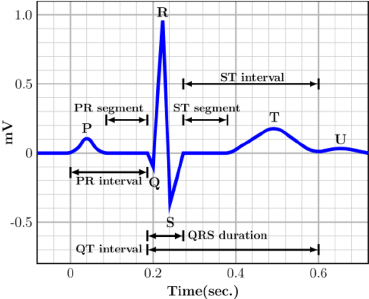 R
1.0
ST interval
0.5
PR segment
ST segment
P
T
U
mV
0
PR interval
Q
S
-0.5
QRS duration
QT interval
0
0.2
0.4
0.6
Time(sec.)